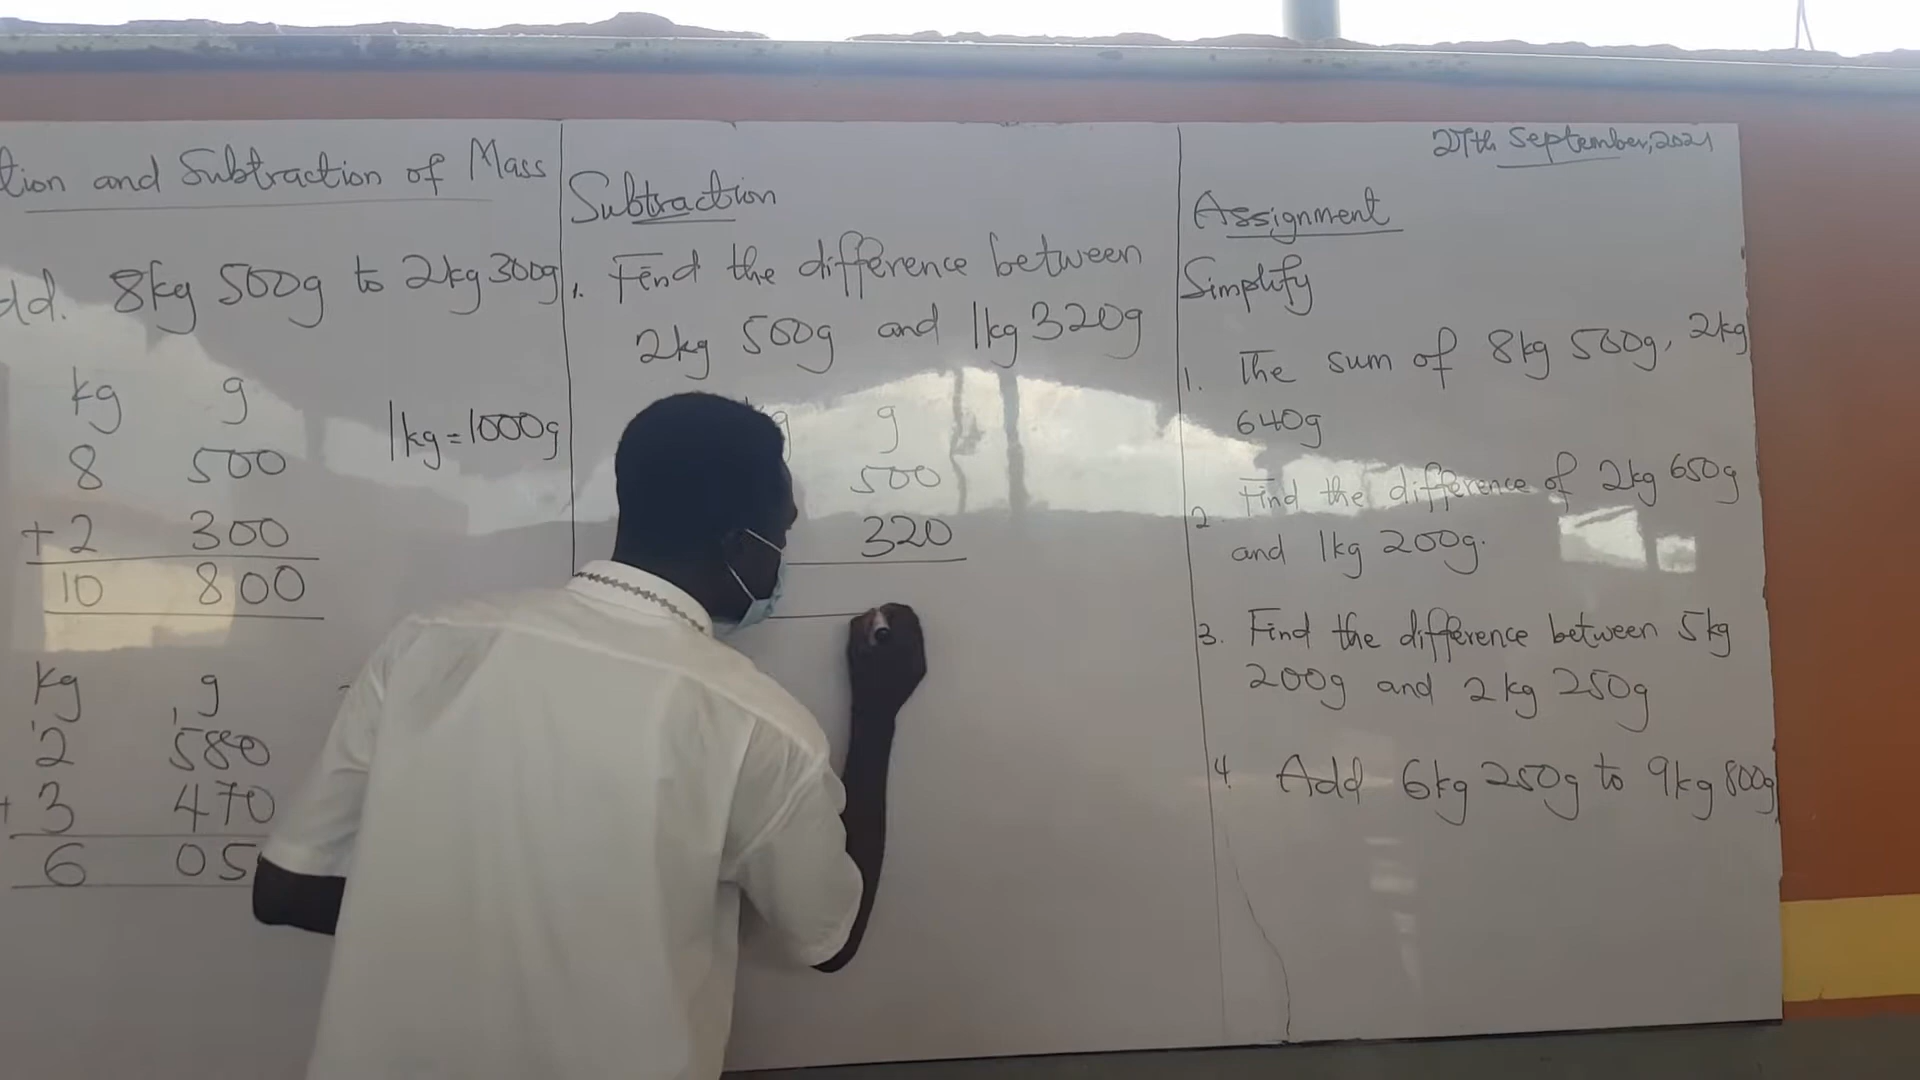 tion and Subtraction of Mass
dd. 8kg 500g to 2kg 300g
kg g
1kg = 1000g
8 500
+ 2 300
10 800
kg g
2 580
+ 3 470
6 05
Subtraction
1. Find the difference between
2kg 500g and 1kg 320g
g
500
320
27th September, 2021
Assignment
Simplify
1. The sum of 8kg 500g, 2kg
640g
2. Find the difference of 2kg 650g
and 1kg 200g.
3. Find the difference between 5kg
200g and 2kg 250g
4. Add 6kg 250g to 9kg 800g